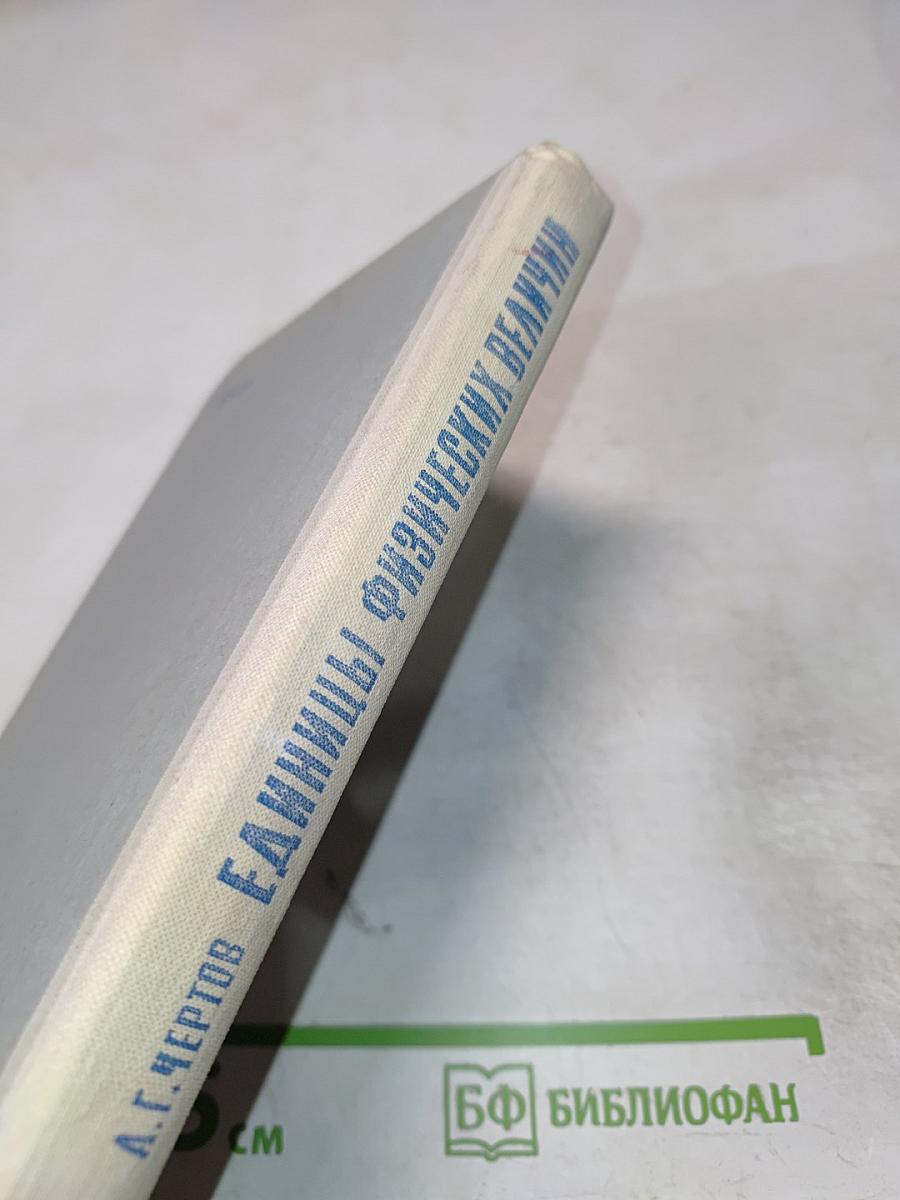 А.Г.ЧЕРТОВ ЕДИНИЦЫ ФИЗИЧЕСКИХ ВЕЛИЧИН
см
БФ БИБЛИОФАН